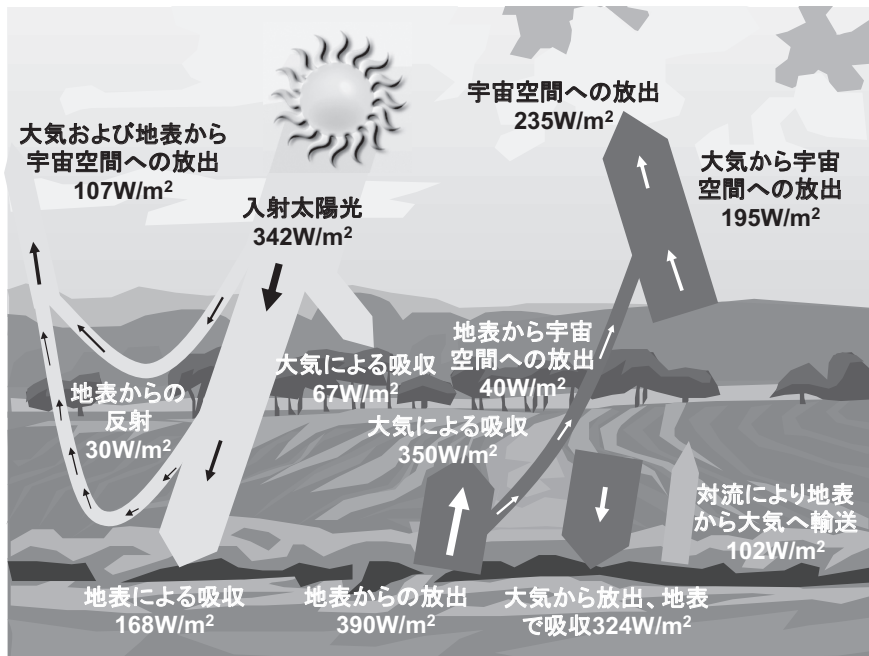 大気および地表から
宇宙空間への放出
107W/m²
入射太陽光
342W/m²
宇宙空間への放出
235W/m²
大気から宇宙
空間への放出
195W/m²
大気による吸収
67W/m²
地表から宇宙
空間への放出
40W/m²
地表からの
反射
30W/m²
大気による吸収
350W/m²
対流により地表
から大気へ輸送
102W/m²
地表による吸収
168W/m²
地表からの放出
390W/m²
大気から放出、地表
で吸収324W/m²